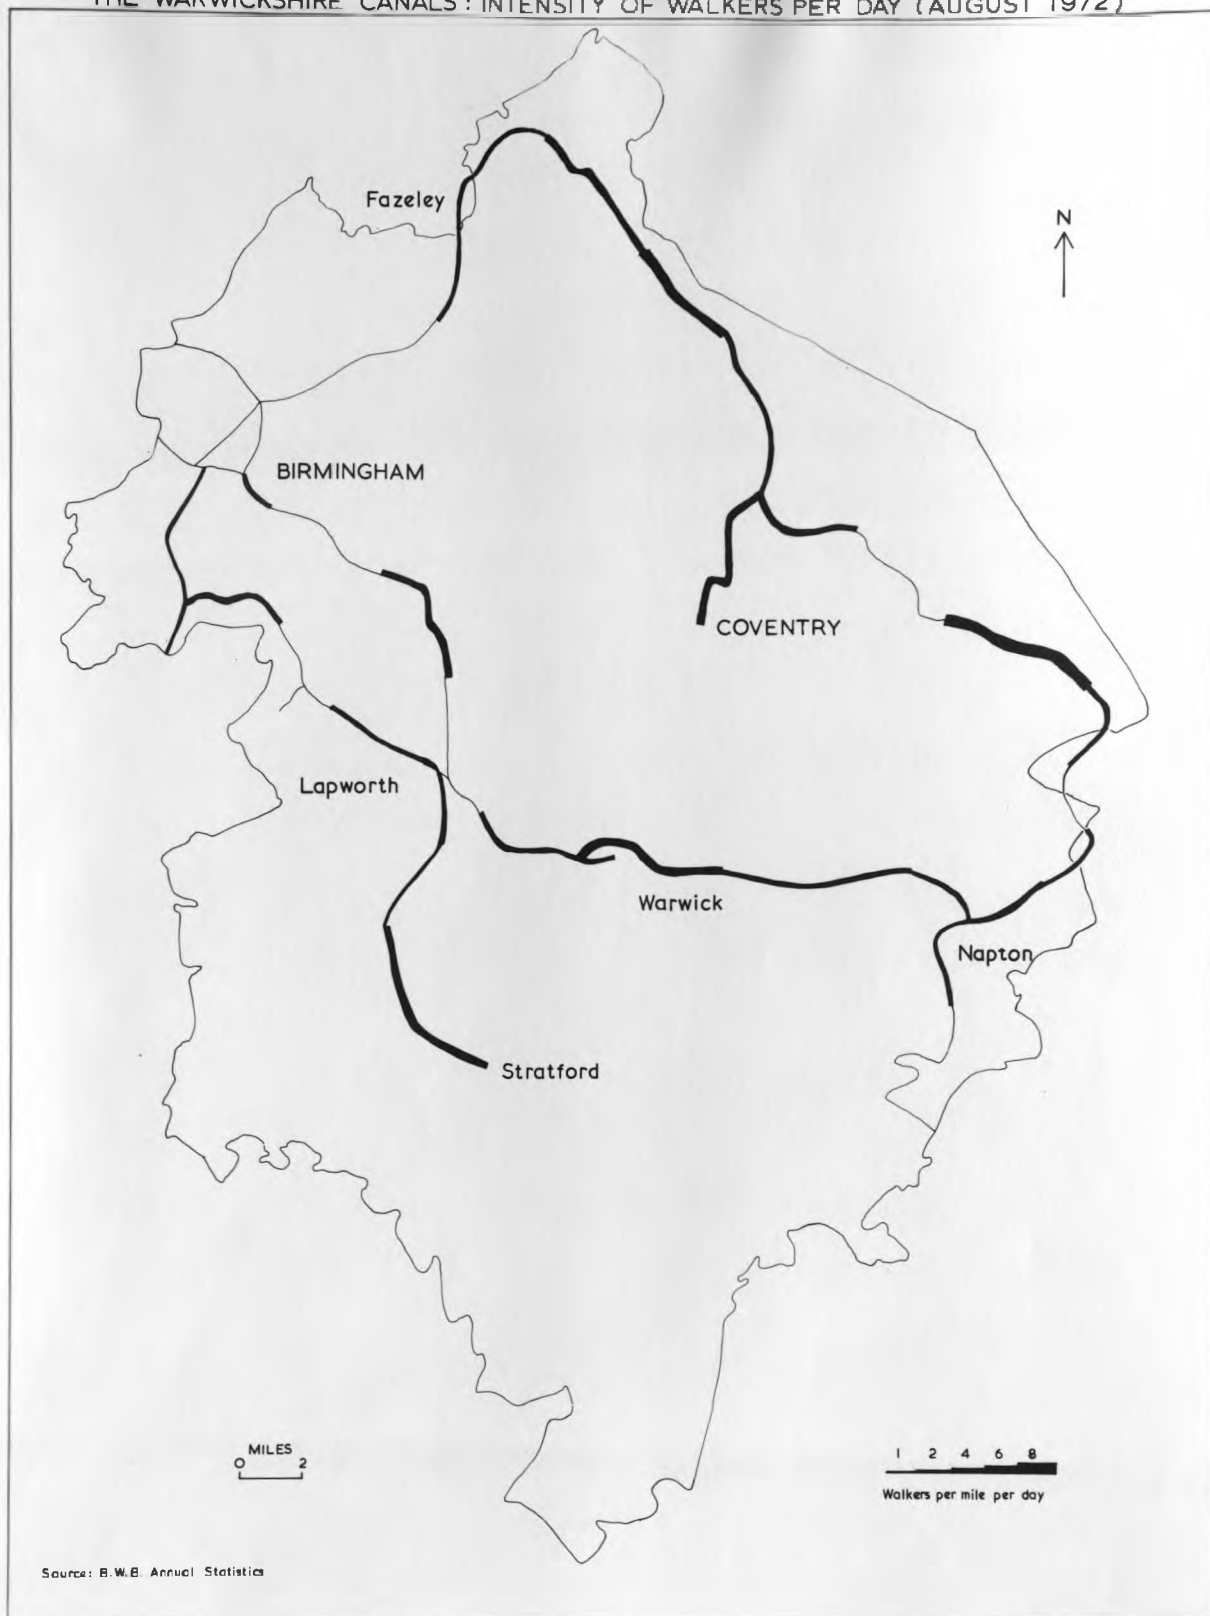 THE WARWICKSHIRE CANALS: INTENSITY OF WALKERS PER DAY (AUGUST 1972)
Fazeley
N
BIRMINGHAM
COVENTRY
Lapworth
Warwick
Napton
Stratford
MILES
0 2
1 2 4 6 8
Walkers per mile per day
Source: B.W.B. Annual Statistics